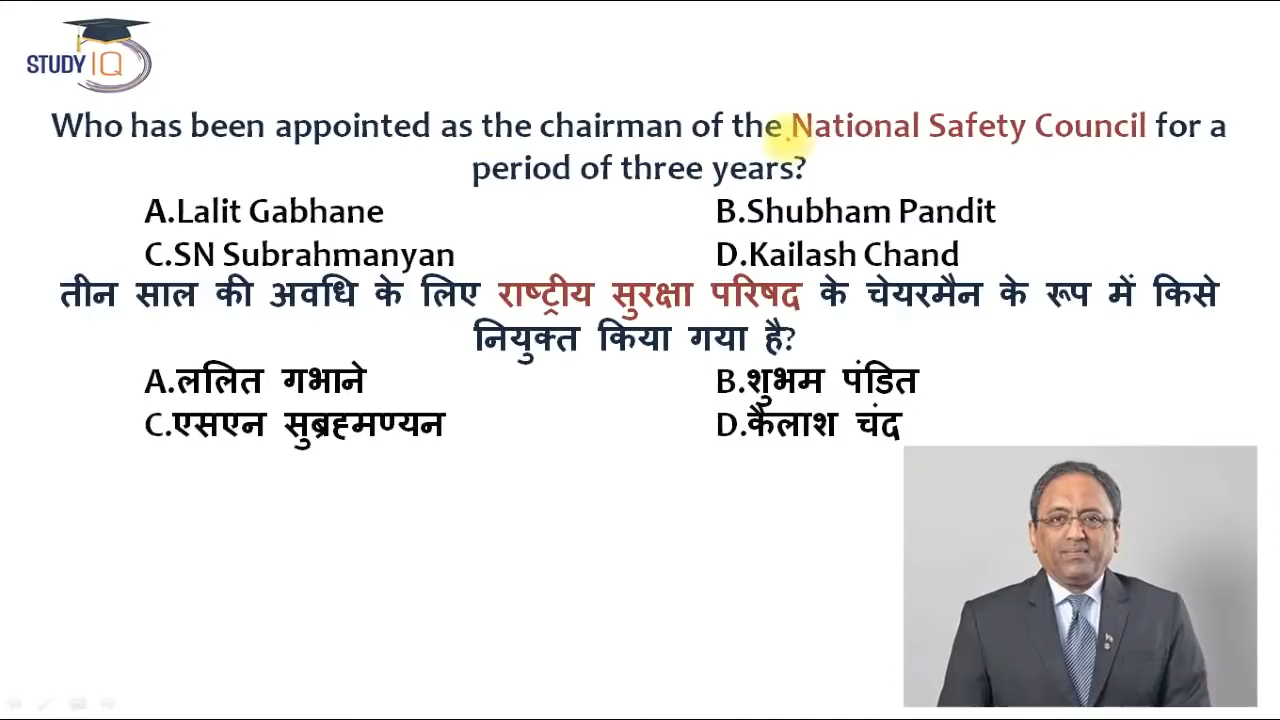 STUDY IQ
Who has been appointed as the chairman of the National Safety Council for a
period of three years?
A.Lalit Gabhane B.Shubham Pandit
C.SN Subrahmanyan D.Kailash Chand
तीन साल की अवधि के लिए राष्ट्रीय सुरक्षा परिषद के चेयरमैन के रूप में किसे
नियुक्त किया गया है?
A.ललित गभाने B.शुभम पंडित
C.एसएन सुब्रह्मण्यन D.कैलाश चंद